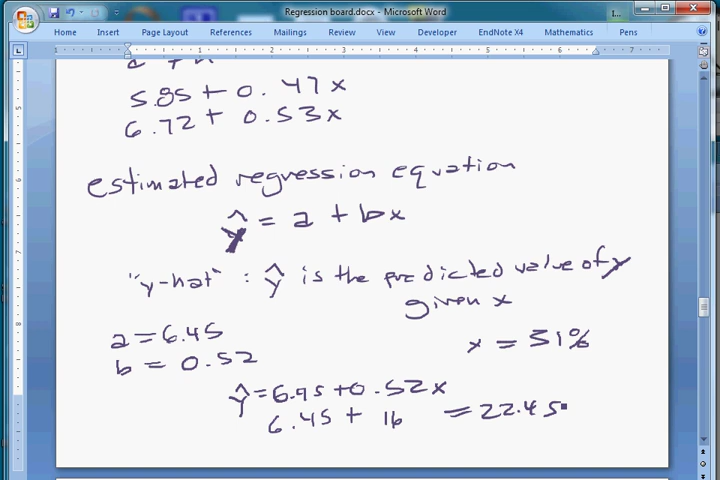 Regression board.docx - Microsoft Word
Home Insert Page Layout References Mailings Review View Developer EndNote X4 Mathematics Pens
5.85 + 0.47x
6.72 + 0.53x
estimated regression equation
ŷ = a + bx
"y-hat" : ŷ is the predicted value of y
given x
a = 6.45
b = 0.52
x = 31%
ŷ = 6.45 + 0.52x
6.45 + 16 = 22.45